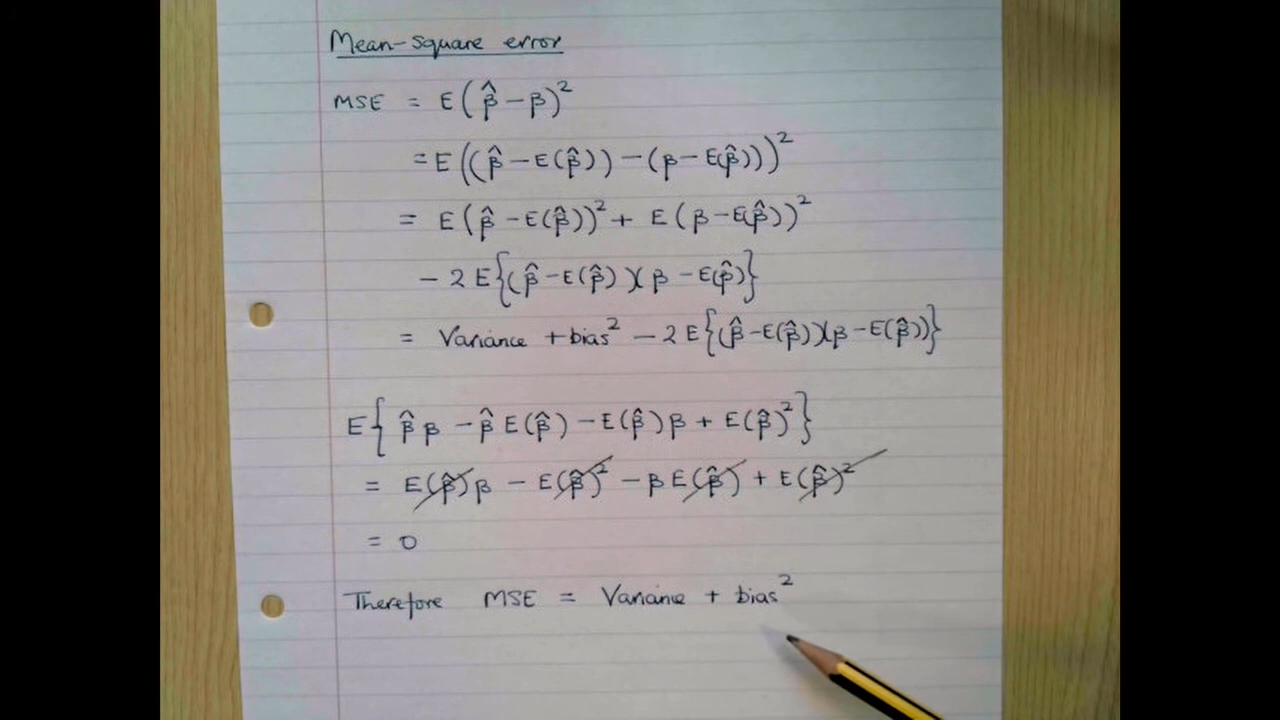 Mean-square error
MSE = E(β̂ − β)²
= E((β̂ − E(β̂)) − (β − E(β̂)))²
= E(β̂ − E(β̂))² + E(β − E(β̂))²
− 2E{(β̂ − E(β̂))(β − E(β̂)}
= Variance + bias² − 2E{(β̂ − E(β̂))(β − E(β̂))}
E{β̂β − β̂E(β̂) − E(β̂)β + E(β̂)²}
= E(β̂)β − E(β̂)² − βE(β̂) + E(β̂)²
= 0
Therefore MSE = Variance + bias²